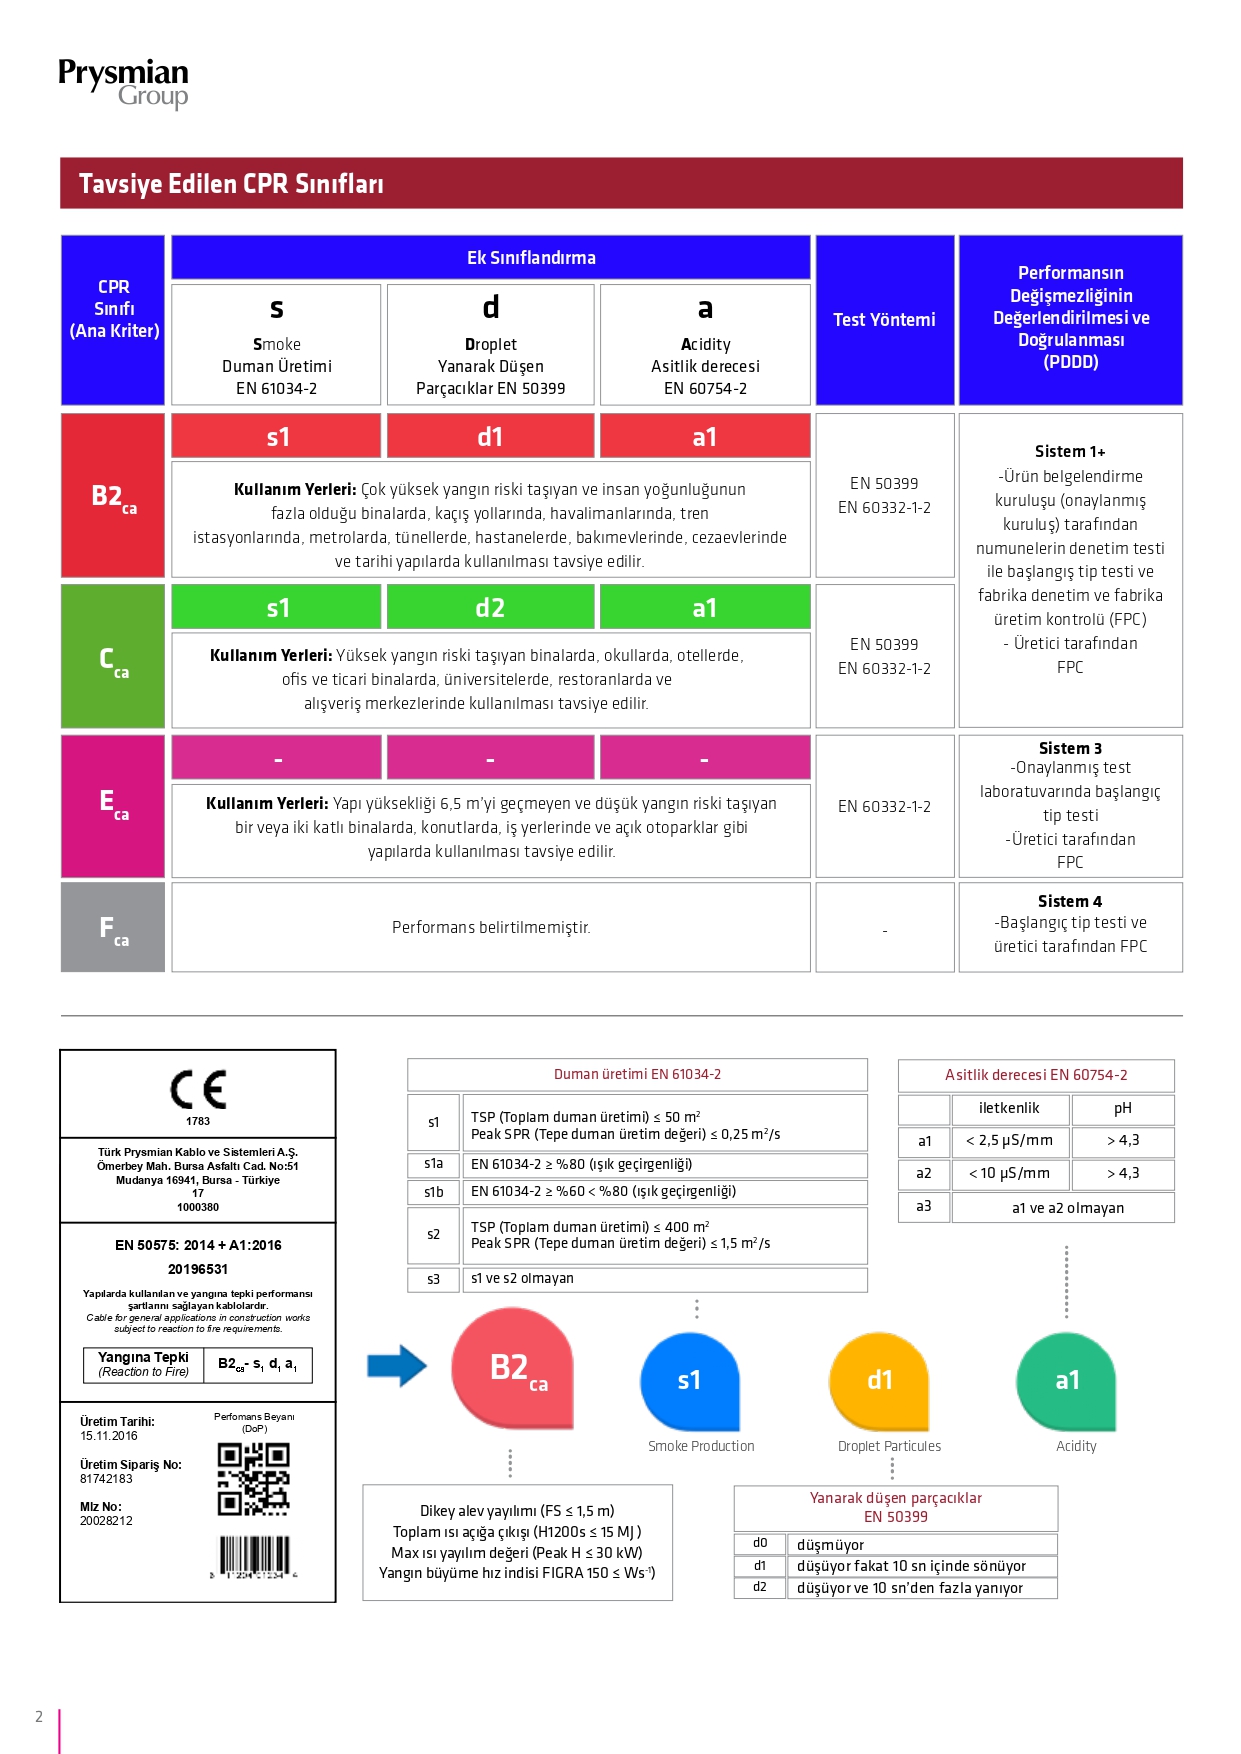 Prysmian
Group
Tavsiye Edilen CPR Sınıfları
CPR
Sınıfı
(Ana Kriter)
Ek Sınıflandırma
s
Smoke
Duman Üretimi
EN 61034-2
d
Droplet
Yanarak Düşen
Parçacıklar EN 50399
a
Acidity
Asitlik derecesi
EN 60754-2
Test Yöntemi
Performansın
Değişmezliğinin
Değerlendirilmesi ve
Doğrulanması
(PDDD)
B2ca
s1
d1
a1
Kullanım Yerleri: Çok yüksek yangın riski taşıyan ve insan yoğunluğunun
fazla olduğu binalarda, kaçış yollarında, havalimanlarında, tren
istasyonlarında, metrolarda, tünellerde, hastanelerde, bakımevlerinde, cezaevlerinde
ve tarihi yapılarda kullanılması tavsiye edilir.
EN 50399
EN 60332-1-2
Sistem 1+
-Ürün belgelendirme
kuruluşu (onaylanmış
kuruluş) tarafından
numunelerin denetim testi
ile başlangış tip testi ve
fabrika denetim ve fabrika
üretim kontrolü (FPC)
- Üretici tarafından
FPC
Cca
s1
d2
a1
Kullanım Yerleri: Yüksek yangın riski taşıyan binalarda, okullarda, otellerde,
ofis ve ticari binalarda, üniversitelerde, restoranlarda ve
alışveriş merkezlerinde kullanılması tavsiye edilir.
EN 50399
EN 60332-1-2
Eca
-
-
-
Kullanım Yerleri: Yapı yüksekliği 6,5 m’yi geçmeyen ve düşük yangın riski taşıyan
bir veya iki katlı binalarda, konutlarda, iş yerlerinde ve açık otoparklar gibi
yapılarda kullanılması tavsiye edilir.
EN 60332-1-2
Sistem 3
-Onaylanmış test
laboratuvarında başlangıç
tip testi
-Üretici tarafından
FPC
Fca
Performans belirtilmemiştir.
-
Sistem 4
-Başlangıç tip testi ve
üretici tarafından FPC
CE
1783
Türk Prysmian Kablo ve Sistemleri A.Ş.
Ömerbey Mah. Bursa Asfaltı Cad. No:51
Mudanya 16941, Bursa - Türkiye
17
1000380
EN 50575: 2014 + A1:2016
20196531
Yapılarda kullanılan ve yangına tepki performansı
şartlarını sağlayan kablolardır.
Cable for general applications in construction works
subject to reaction to fire requirements.
Yangına Tepki
(Reaction to Fire)
B2ca- s1 d1 a1
Üretim Tarihi:
15.11.2016
Üretim Sipariş No:
81742183
Mlz No:
20028212
Perfomans Beyanı
(DoP)
Duman üretimi EN 61034-2
s1
TSP (Toplam duman üretimi) ≤ 50 m²
Peak SPR (Tepe duman üretim değeri) ≤ 0,25 m²/s
s1a
EN 61034-2 ≥ %80 (ışık geçirgenliği)
s1b
EN 61034-2 ≥ %60 < %80 (ışık geçirgenliği)
s2
TSP (Toplam duman üretimi) ≤ 400 m²
Peak SPR (Tepe duman üretim değeri) ≤ 1,5 m²/s
s3
s1 ve s2 olmayan
Asitlik derecesi EN 60754-2
iletkenlik
pH
a1
< 2,5 µS/mm
> 4,3
a2
< 10 µS/mm
> 4,3
a3
a1 ve a2 olmayan
B2ca
s1
Smoke Production
d1
Droplet Particules
a1
Acidity
Dikey alev yayılımı (FS ≤ 1,5 m)
Toplam ısı açığa çıkışı (H1200s ≤ 15 MJ )
Max ısı yayılım değeri (Peak H ≤ 30 kW)
Yangın büyüme hız indisi FIGRA 150 ≤ Ws⁻¹)
Yanarak düşen parçacıklar
EN 50399
d0
düşmüyor
d1
düşüyor fakat 10 sn içinde sönüyor
d2
düşüyor ve 10 sn’den fazla yanıyor
2